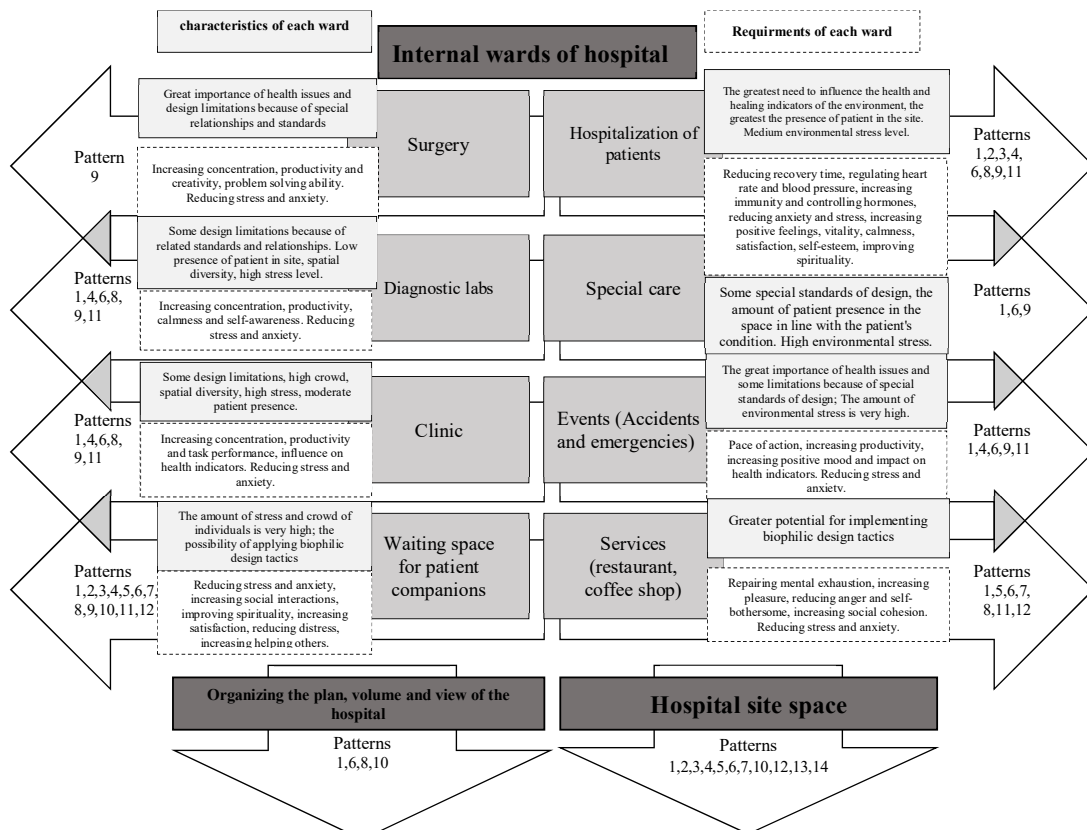 characteristics of each ward
Internal wards of hospital
Requirments of each ward
Great importance of health issues and
design limitations because of special
relationships and standards
Pattern
9
Increasing concentration, productivity and
creativity, problem solving ability.
Reducing stress and anxiety.
Surgery
Hospitalization of
patients
The greatest need to influence the health and
healing indicators of the environment, the
greatest the presence of patient in the site.
Medium environmental stress level.
Reducing recovery time, regulating heart
rate and blood pressure, increasing
immunity and controlling hormones,
reducing anxiety and stress, increasing
positive feelings, vitality, calmness,
satisfaction, self-esteem, improving
spirituality.
Patterns
1,2,3,4,
6,8,9,11
Some design limitations because of
related standards and relationships. Low
presence of patient in site, spatial
diversity, high stress level.
Patterns
1,4,6,8,
9,11
Increasing concentration, productivity,
calmness and self-awareness. Reducing
stress and anxiety.
Diagnostic labs
Special care
Some special standards of design, the
amount of patient presence in the
space in line with the patient's
condition. High environmental stress.
Patterns
1,6,9
Some design limitations, high crowd,
spatial diversity, high stress, moderate
patient presence.
Patterns
1,4,6,8,
9,11
Increasing concentration, productivity
and task performance, influence on
health indicators. Reducing stress and
anxiety.
Clinic
Events (Accidents
and emergencies)
The great importance of health issues and
some limitations because of special
standards of design; The amount of
environmental stress is very high.
Pace of action, increasing productivity,
increasing positive mood and impact on
health indicators. Reducing stress and
anxiety.
Patterns
1,4,6,9,11
The amount of stress and crowd of
individuals is very high; the
possibility of applying biophilic
design tactics
Patterns
1,2,3,4,5,6,7,
8,9,10,11,12
Reducing stress and anxiety,
increasing social interactions,
improving spirituality, increasing
satisfaction, reducing distress,
increasing helping others.
Waiting space
for patient
companions
Services
(restaurant,
coffee shop)
Greater potential for implementing
biophilic design tactics
Repairing mental exhaustion, increasing
pleasure, reducing anger and self-
bothersome, increasing social cohesion.
Reducing stress and anxiety.
Patterns
1,5,6,7,
8,11,12
Organizing the plan, volume and view of the
hospital
Patterns
1,6,8,10
Hospital site space
Patterns
1,2,3,4,5,6,7,10,12,13,14